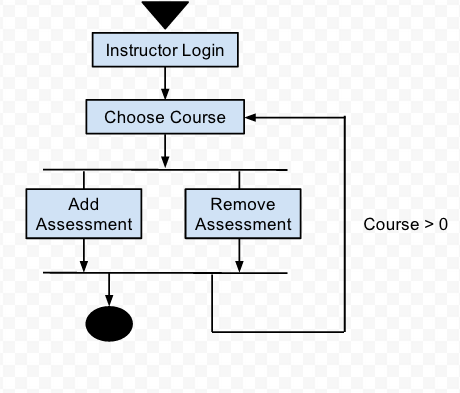 Instructor Login
Choose Course
Add
Assessment
Remove
Assessment
Course > 0